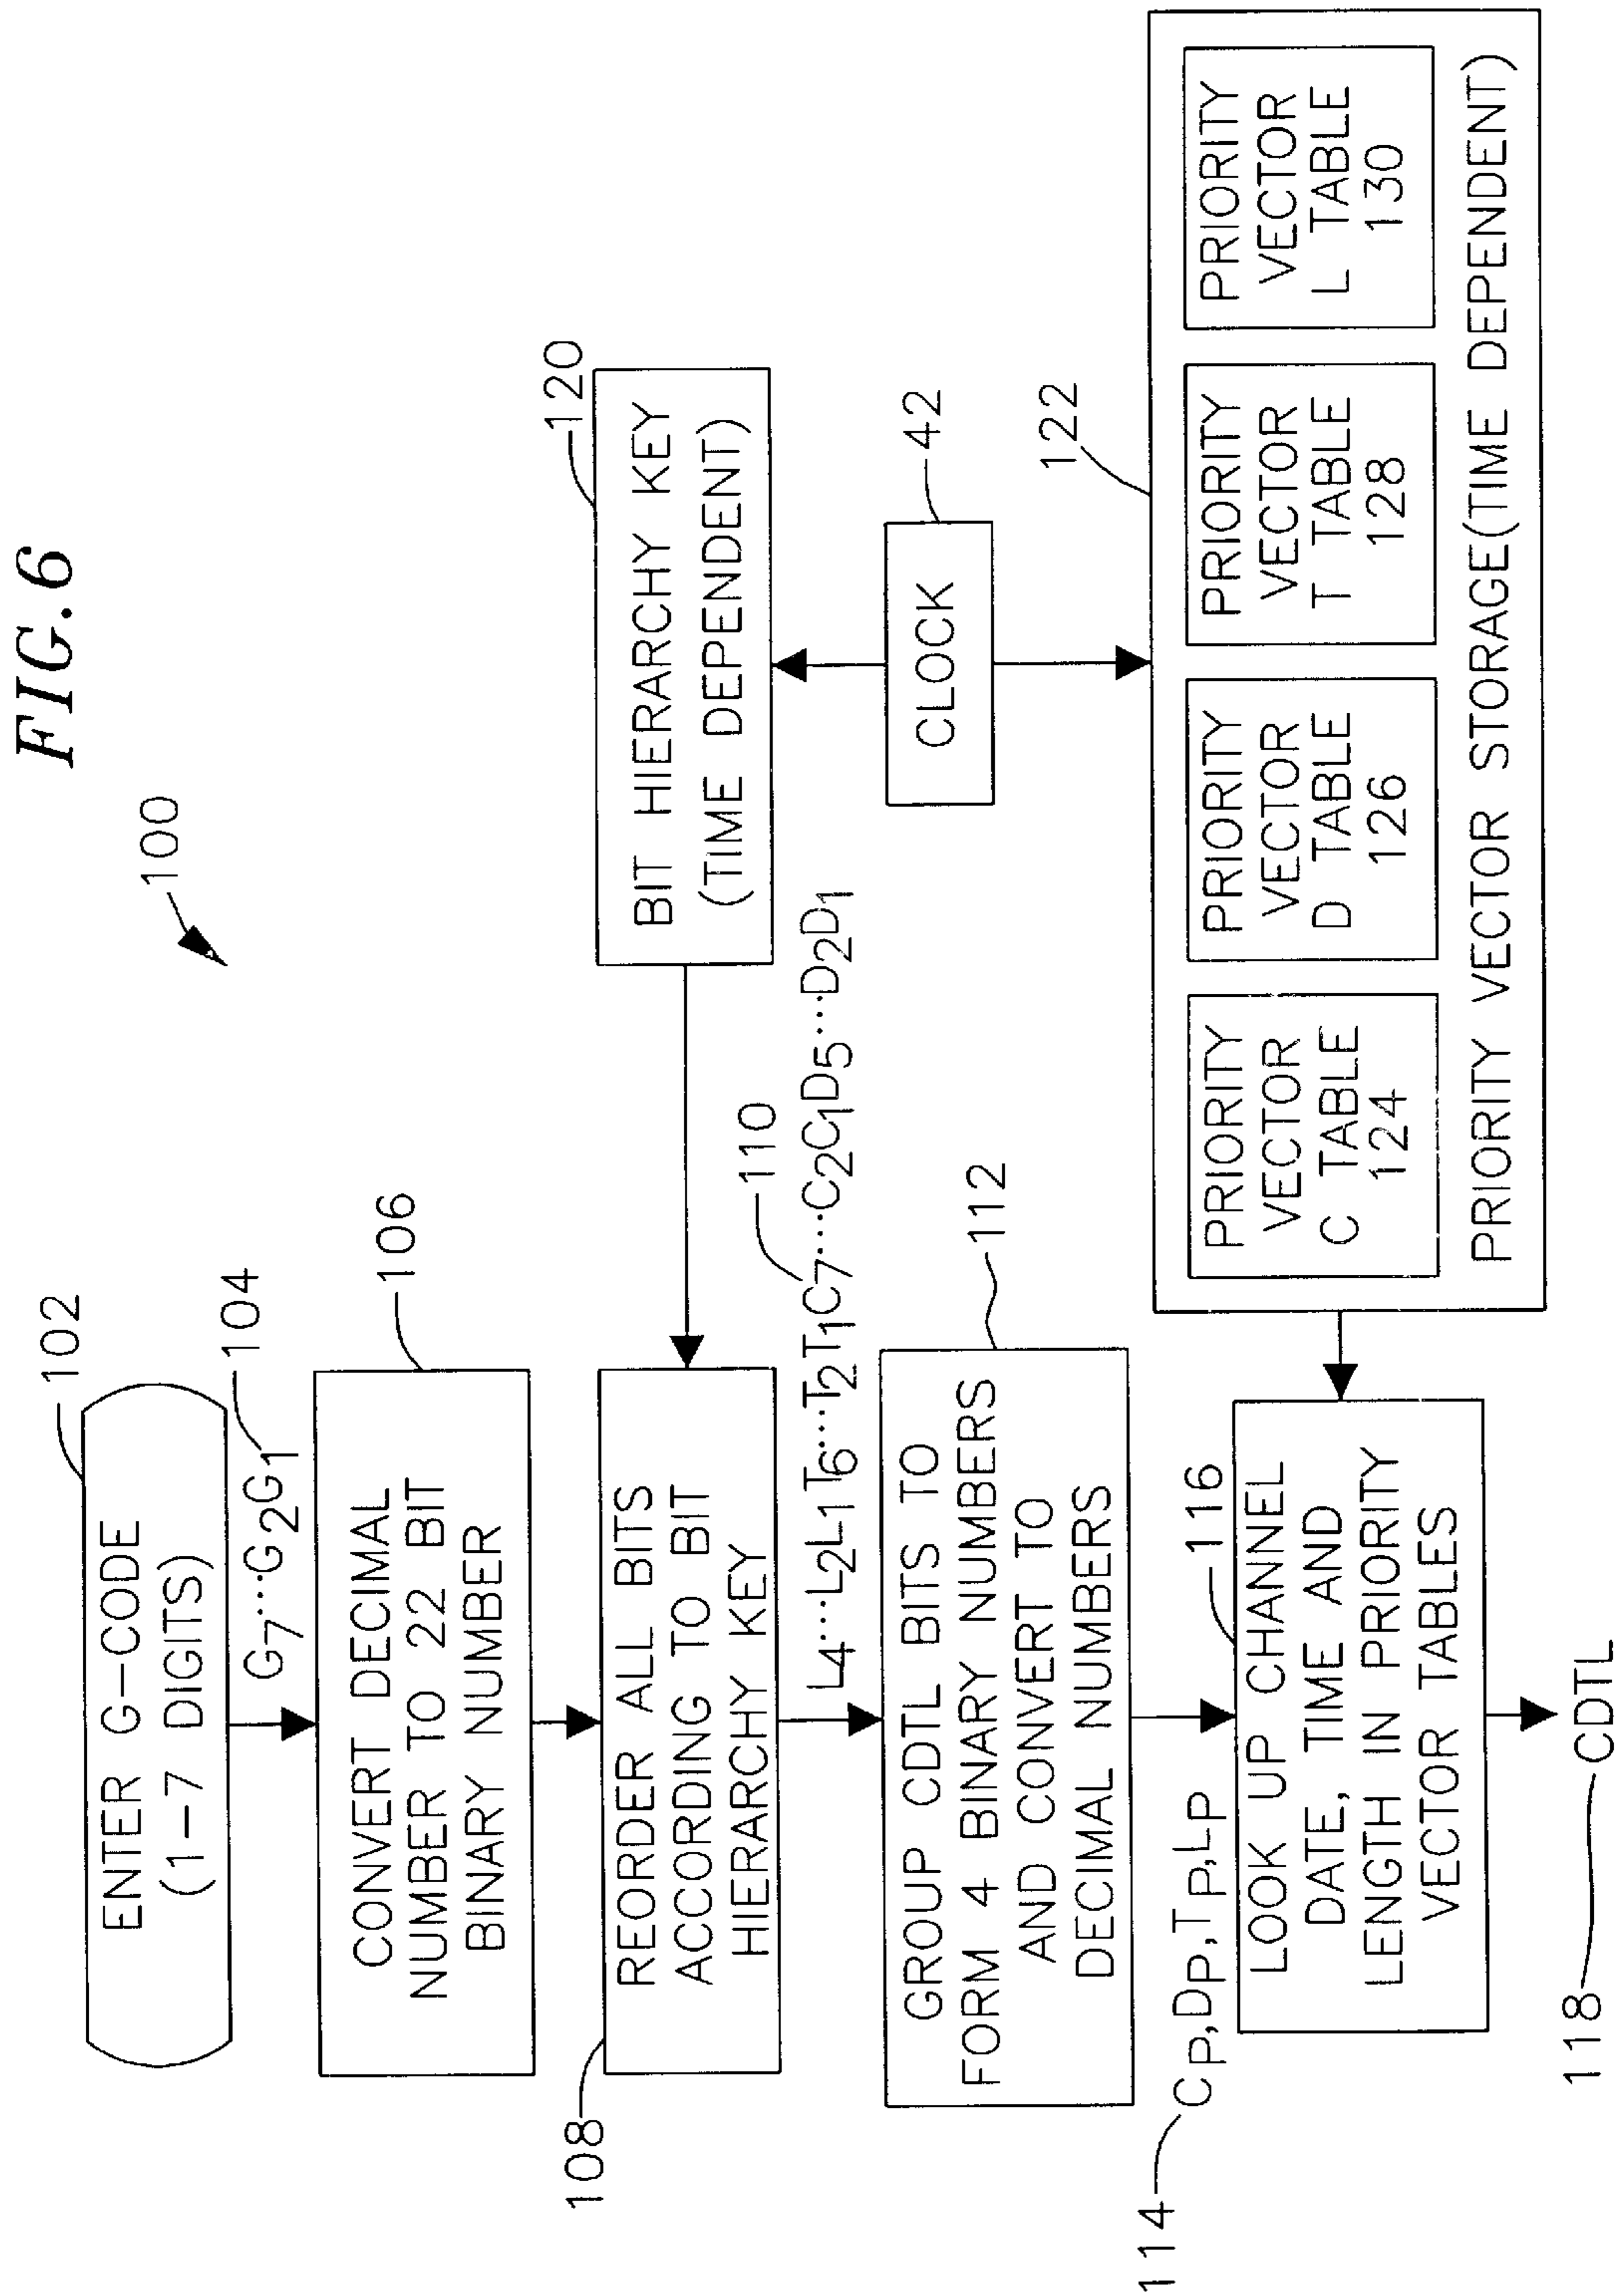 FIG.6
100
102
ENTER G-CODE
(1-7 DIGITS)
G7...G2G1
104
106
CONVERT DECIMAL
NUMBER TO 22 BIT
BINARY NUMBER
108
REORDER ALL BITS
ACCORDING TO BIT
HIERARCHY KEY
120
BIT HIERARCHY KEY
(TIME DEPENDENT)
110
L4...L2L1T6...T2T1C7...C2C1D5...D2D1
CLOCK
42
112
GROUP CDTL BITS TO
FORM 4 BINARY NUMBERS
AND CONVERT TO
DECIMAL NUMBERS
114
CP,DP,TP,LP
116
LOOK UP CHANNEL
DATE, TIME AND
LENGTH IN PRIORITY
VECTOR TABLES
122
PRIORITY
VECTOR
C TABLE
124
PRIORITY
VECTOR
D TABLE
126
PRIORITY
VECTOR
T TABLE
128
PRIORITY
VECTOR
L TABLE
130
PRIORITY VECTOR STORAGE(TIME DEPENDENT)
118
CDTL